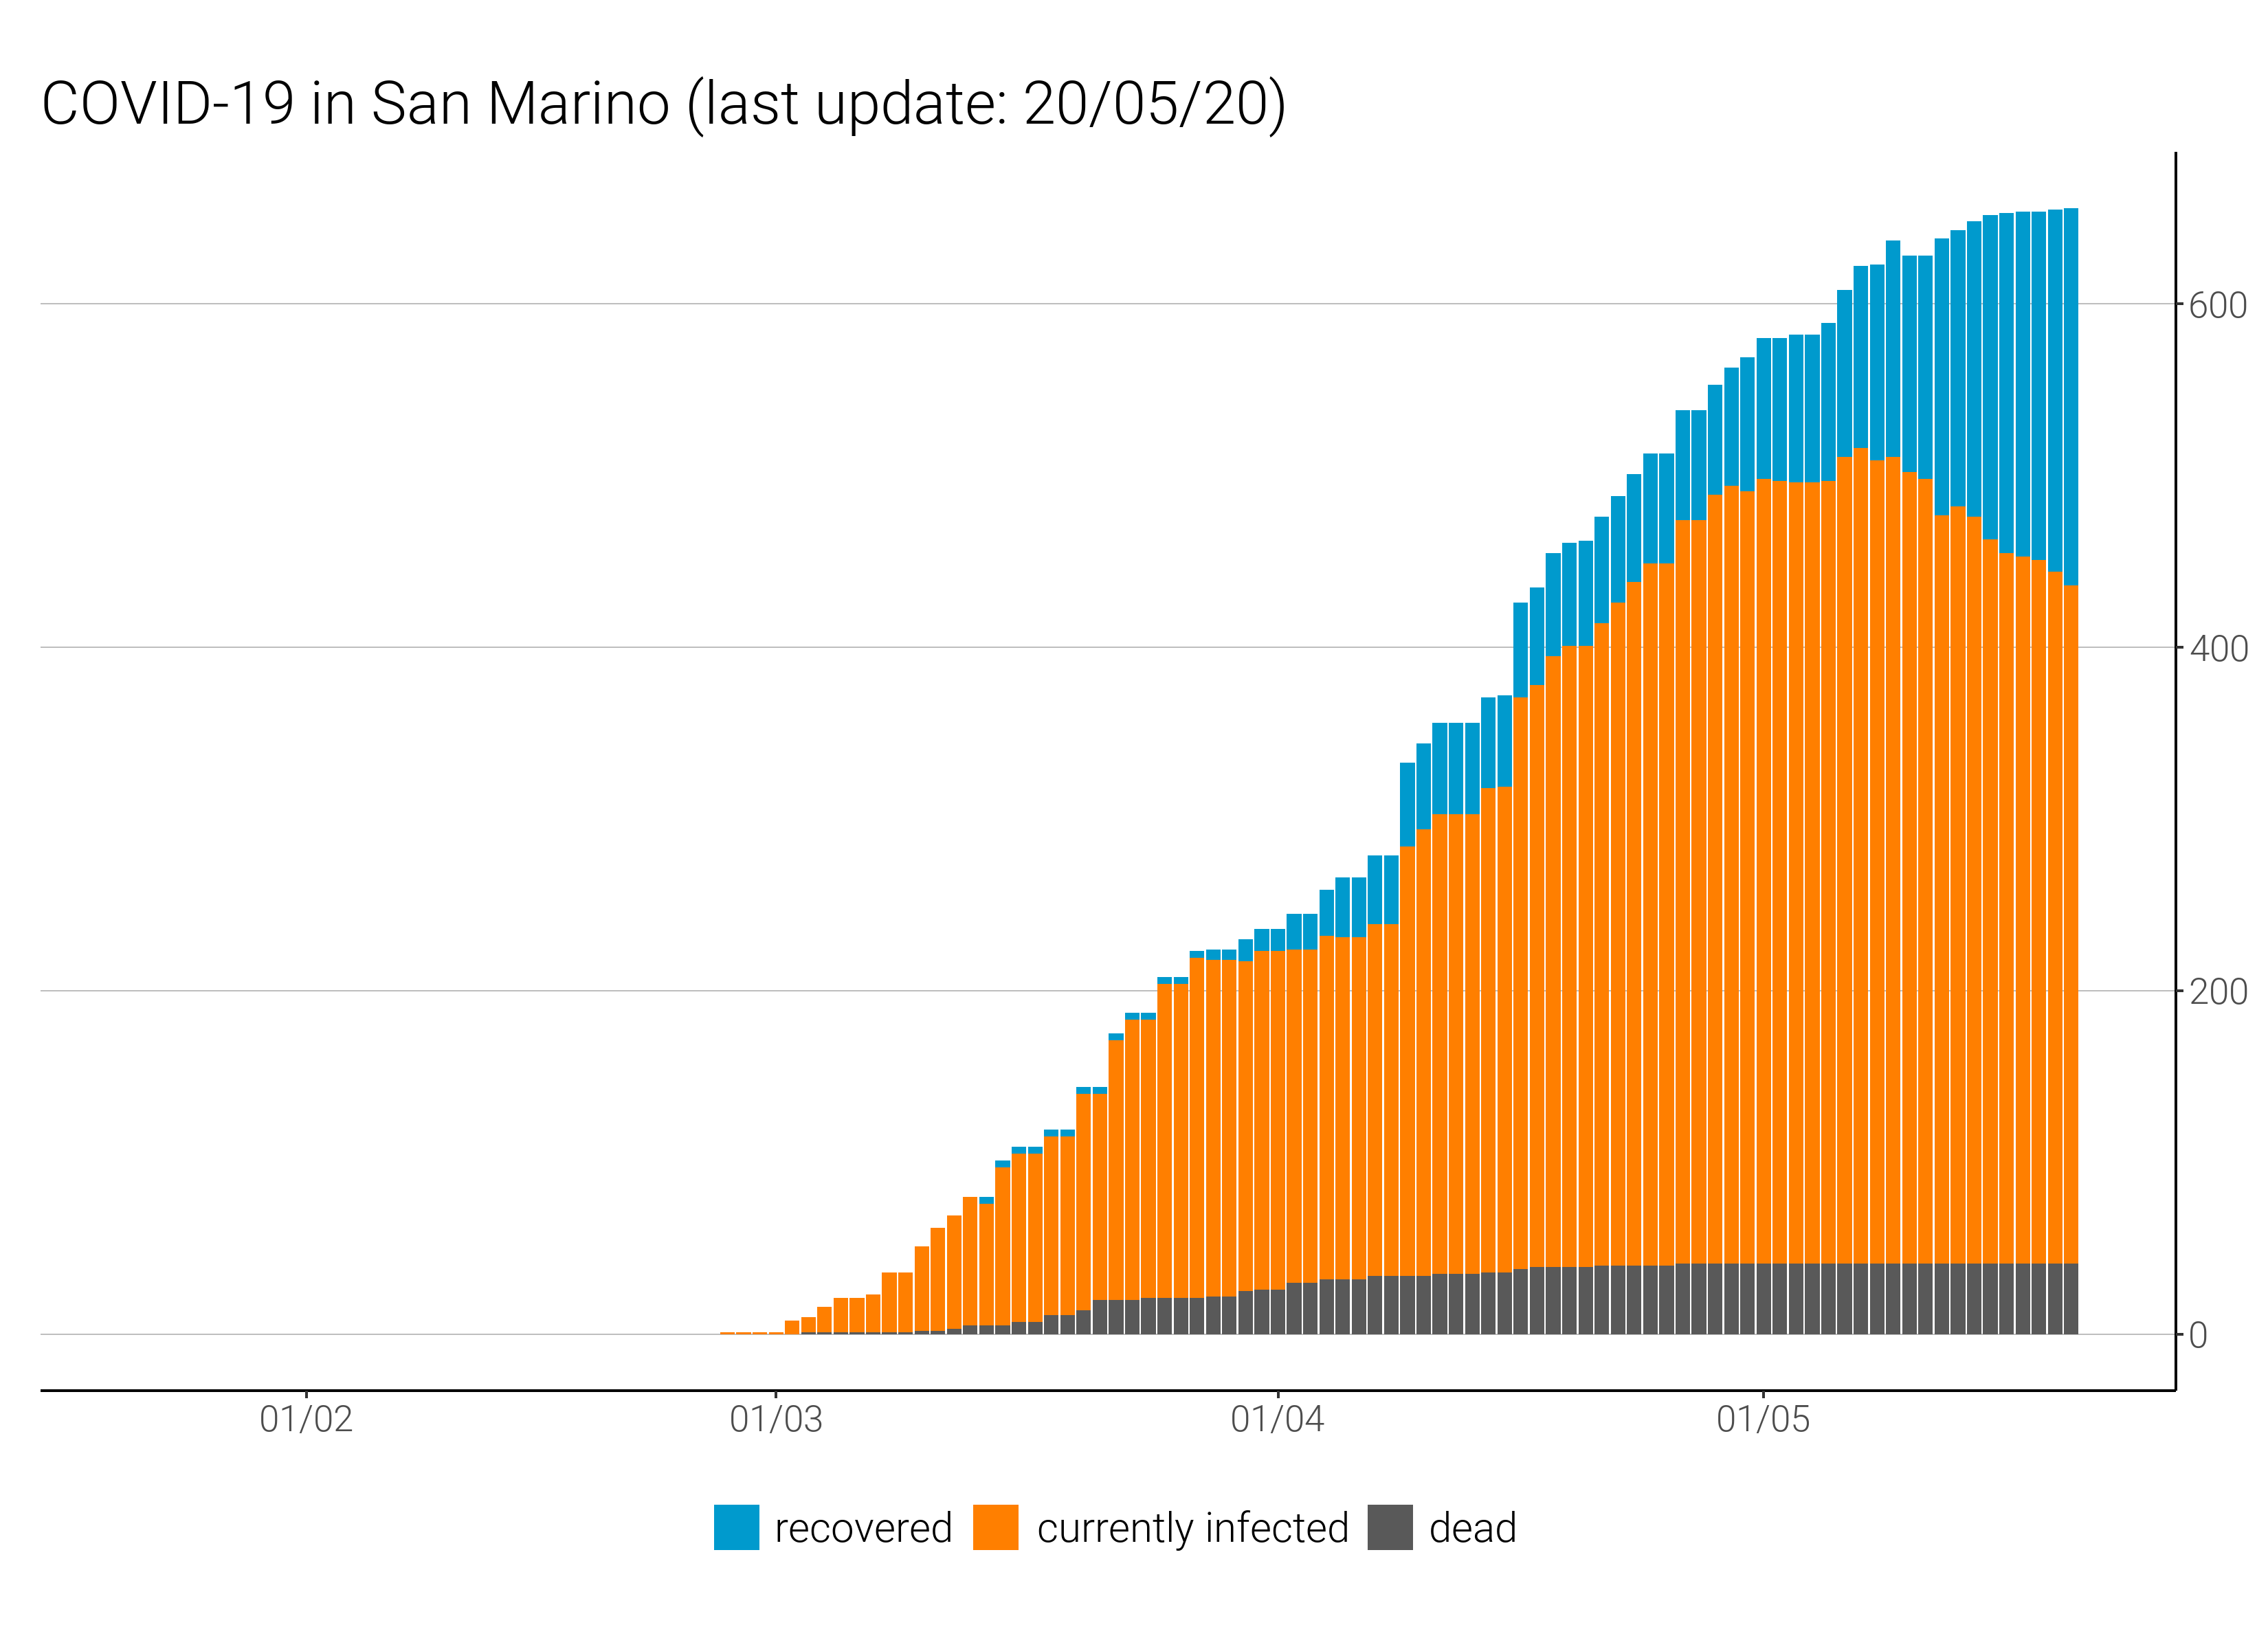 COVID-19 in San Marino (last update: 20/05/20)
600
400
200
0
01/02 01/03 01/04 01/05
recovered currently infected dead